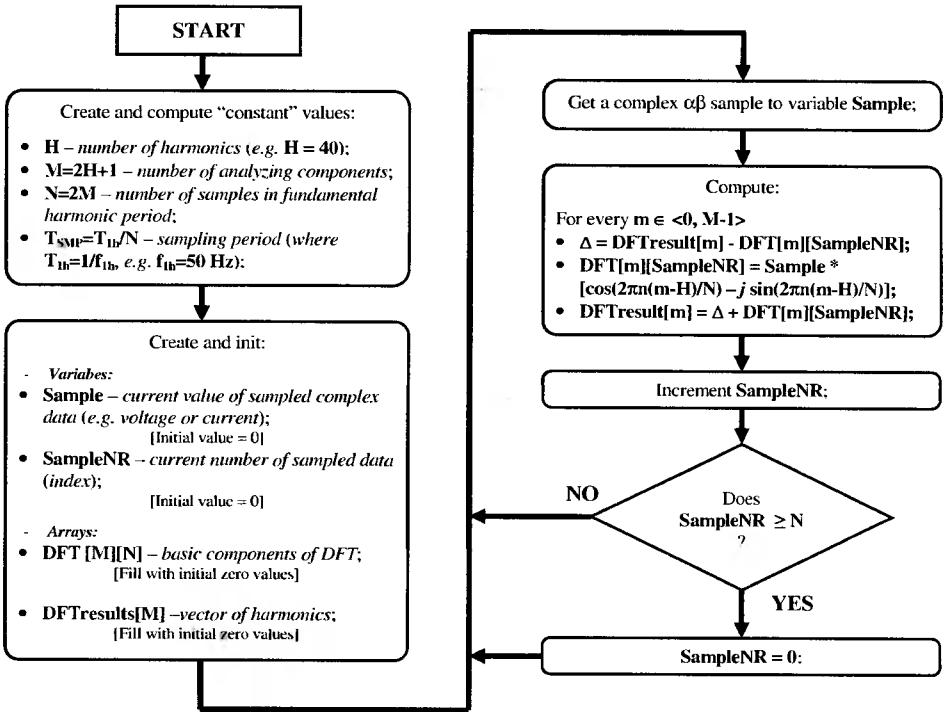 START
Create and compute “constant” values:
• H – number of harmonics (e.g. H = 40);
• M=2H+1 – number of analyzing components;
• N=2M – number of samples in fundamental
harmonic period;
• TSMP=T1h/N – sampling period (where
T1h=1/f1h, e.g. f1h=50 Hz);
Create and init:
- Variabes:
• Sample – current value of sampled complex
data (e.g. voltage or current);
[Initial value = 0]
• SampleNR – current number of sampled data
(index);
[Initial value = 0]
- Arrays:
• DFT [M][N] – basic components of DFT;
[Fill with initial zero values]
• DFTresults[M] –vector of harmonics;
[Fill with initial zero values]
Get a complex αβ sample to variable Sample;
Compute:
For every m ∈ <0, M-1>
• Δ = DFTresult[m] - DFT[m][SampleNR];
• DFT[m][SampleNR] = Sample *
[cos(2πn(m-H)/N) – j sin(2πn(m-H)/N)];
• DFTresult[m] = Δ + DFT[m][SampleNR];
Increment SampleNR;
Does
SampleNR ≥ N
?
NO
YES
SampleNR = 0;